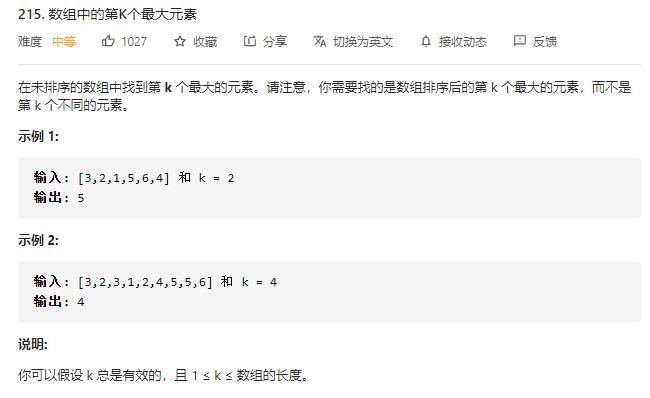 215. 数组中的第K个最大元素
难度 中等 1027 收藏 分享 切换为英文 接收动态 反馈
在未排序的数组中找到第 k 个最大的元素。请注意，你需要找的是数组排序后的第 k 个最大的元素，而不是
第 k 个不同的元素。
示例 1:
输入: [3,2,1,5,6,4] 和 k = 2
输出: 5
示例 2:
输入: [3,2,3,1,2,4,5,5,6] 和 k = 4
输出: 4
说明:
你可以假设 k 总是有效的，且 1 ≤ k ≤ 数组的长度。